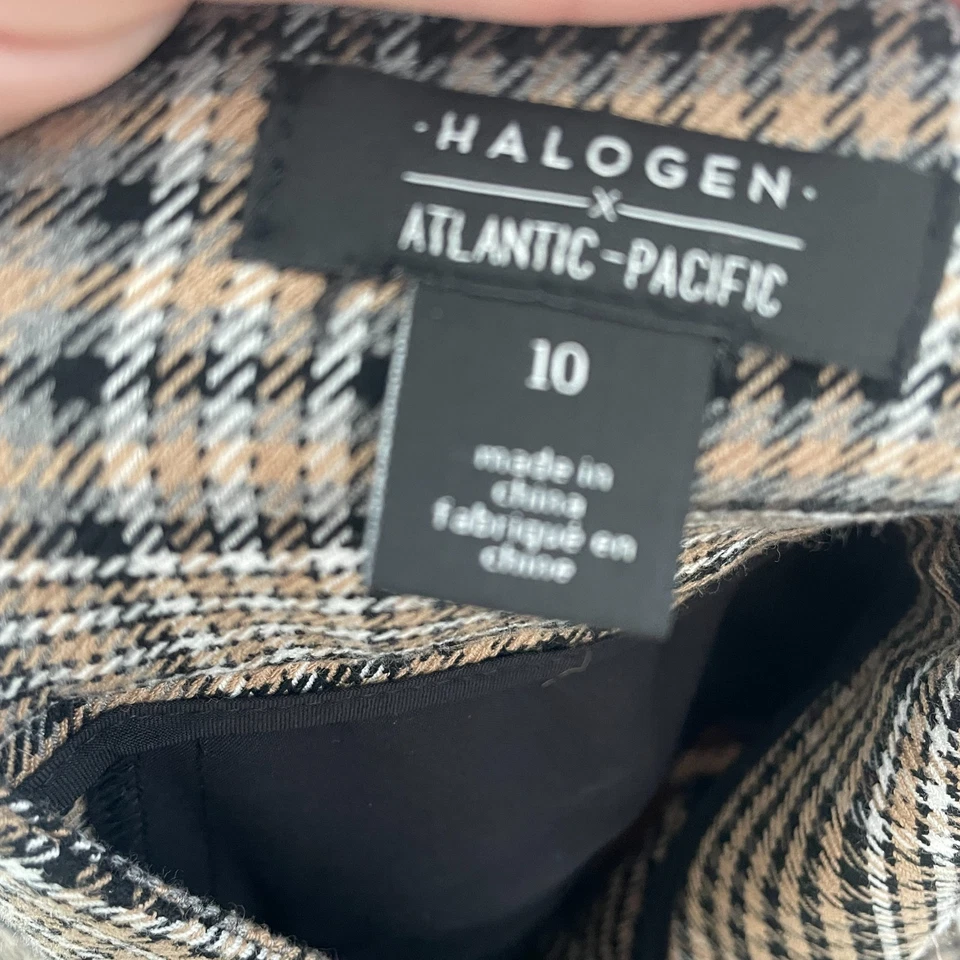 ·HALOGEN·
X
ATLANTIC-PACIFIC
10
made in
china
fabriqué en
chine